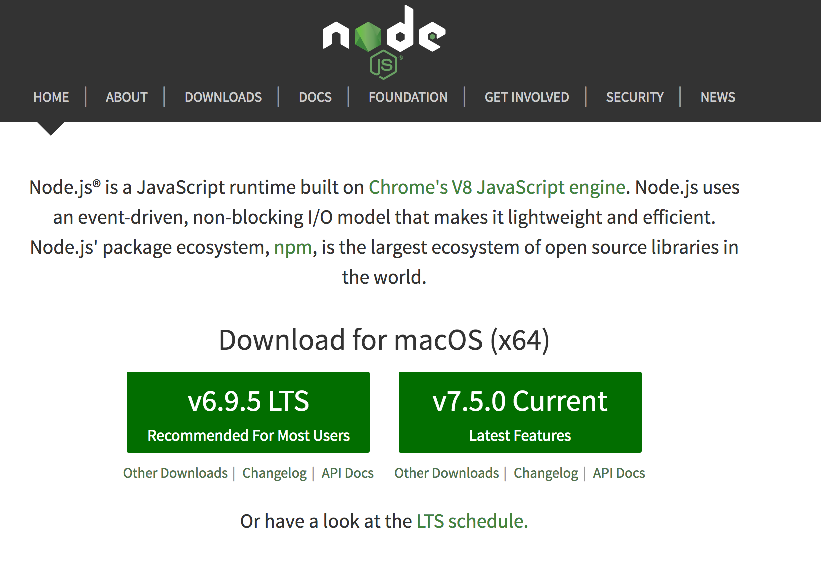 node
JS®
HOME | ABOUT | DOWNLOADS | DOCS | FOUNDATION | GET INVOLVED | SECURITY | NEWS
Node.js® is a JavaScript runtime built on Chrome's V8 JavaScript engine. Node.js uses
an event-driven, non-blocking I/O model that makes it lightweight and efficient.
Node.js' package ecosystem, npm, is the largest ecosystem of open source libraries in
the world.
Download for macOS (x64)
v6.9.5 LTS
Recommended For Most Users
v7.5.0 Current
Latest Features
Other Downloads | Changelog | API Docs
Other Downloads | Changelog | API Docs
Or have a look at the LTS schedule.